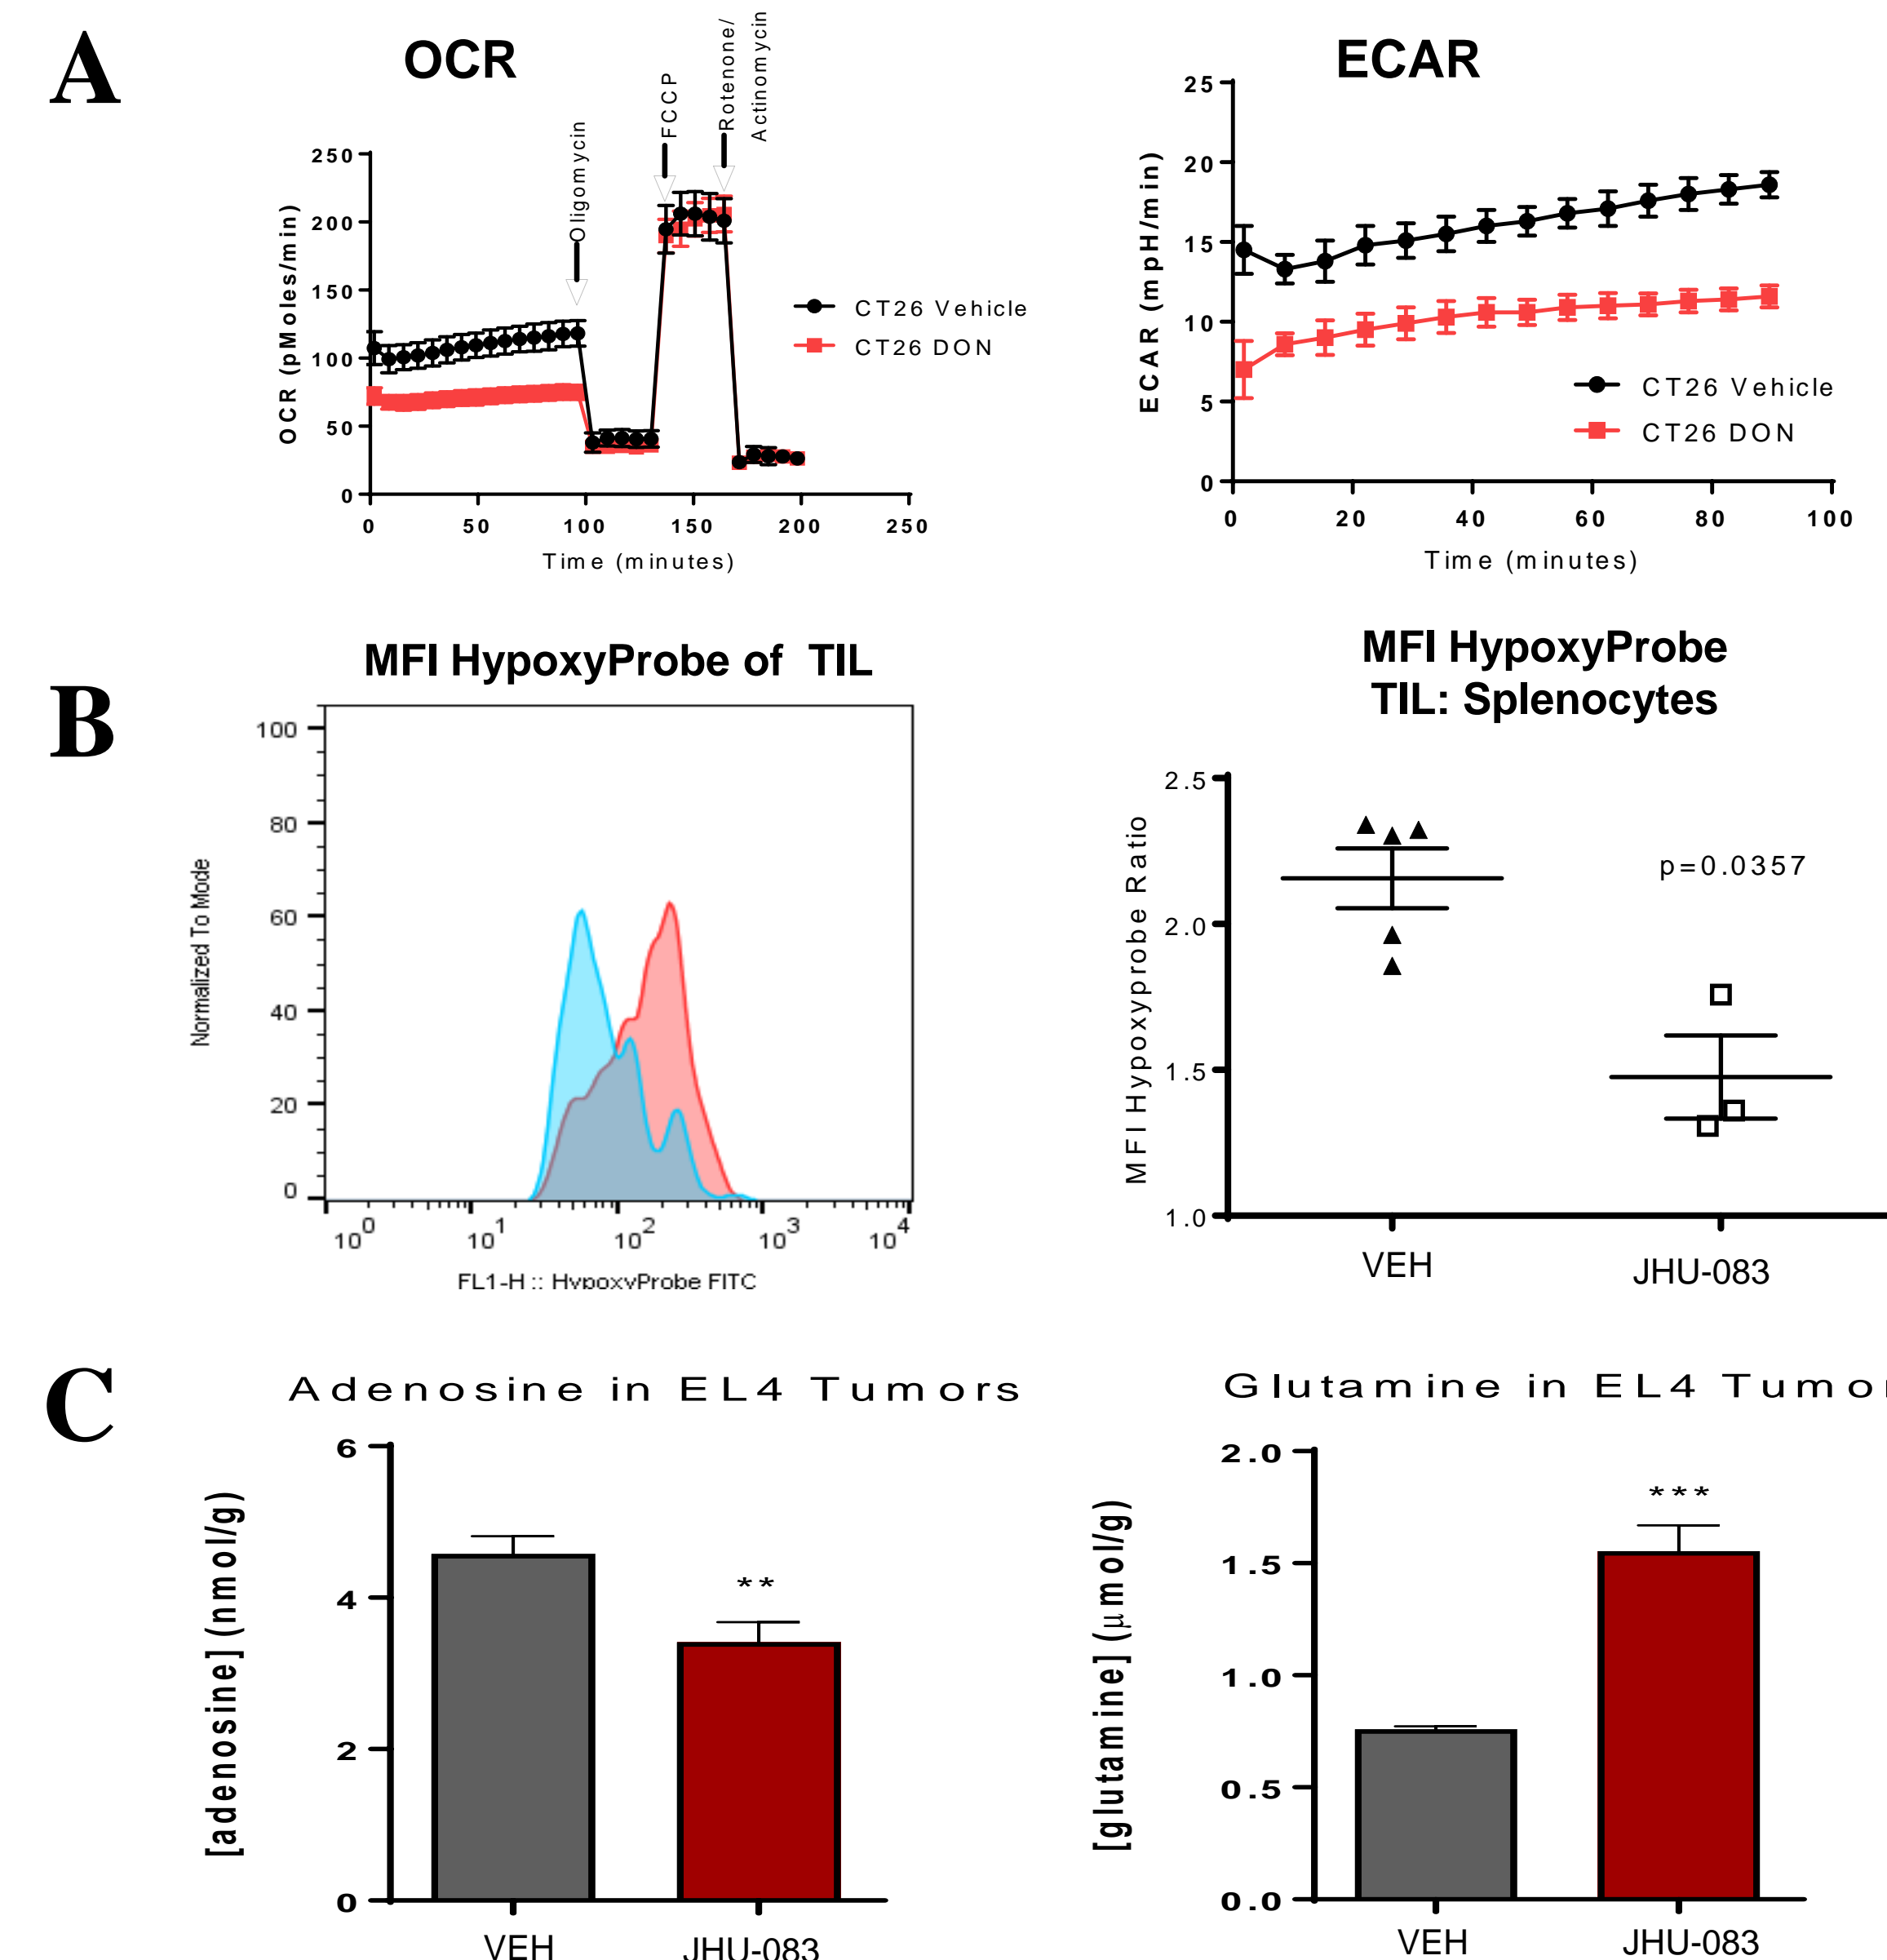 A
OCR
Oligomycin
FCCP
Rotenone/
Actinomycin
OCR (pMoles/min)
250
200
150
100
50
0
0 50 100 150 200 250
Time (minutes)
CT26 Vehicle
CT26 DON
ECAR
ECAR (mpH/min)
25
20
15
10
5
0
0 20 40 60 80 100
Time (minutes)
CT26 Vehicle
CT26 DON
B
MFI HypoxyProbe of TIL
Normalized To Mode
100
80
60
40
20
0
10^0 10^1 10^2 10^3 10^4
FL1-H :: HypoxyProbe FITC
MFI HypoxyProbe
TIL: Splenocytes
MFI Hypoxyprobe Ratio
2.5
2.0
1.5
1.0
p=0.0357
VEH JHU-083
C
Adenosine in EL4 Tumors
[adenosine] (nmol/g)
6
4
2
0
**
VEH JHU-083
Glutamine in EL4 Tumor
[glutamine] (μmol/g)
2.0
1.5
1.0
0.5
0.0
***
VEH JHU-083